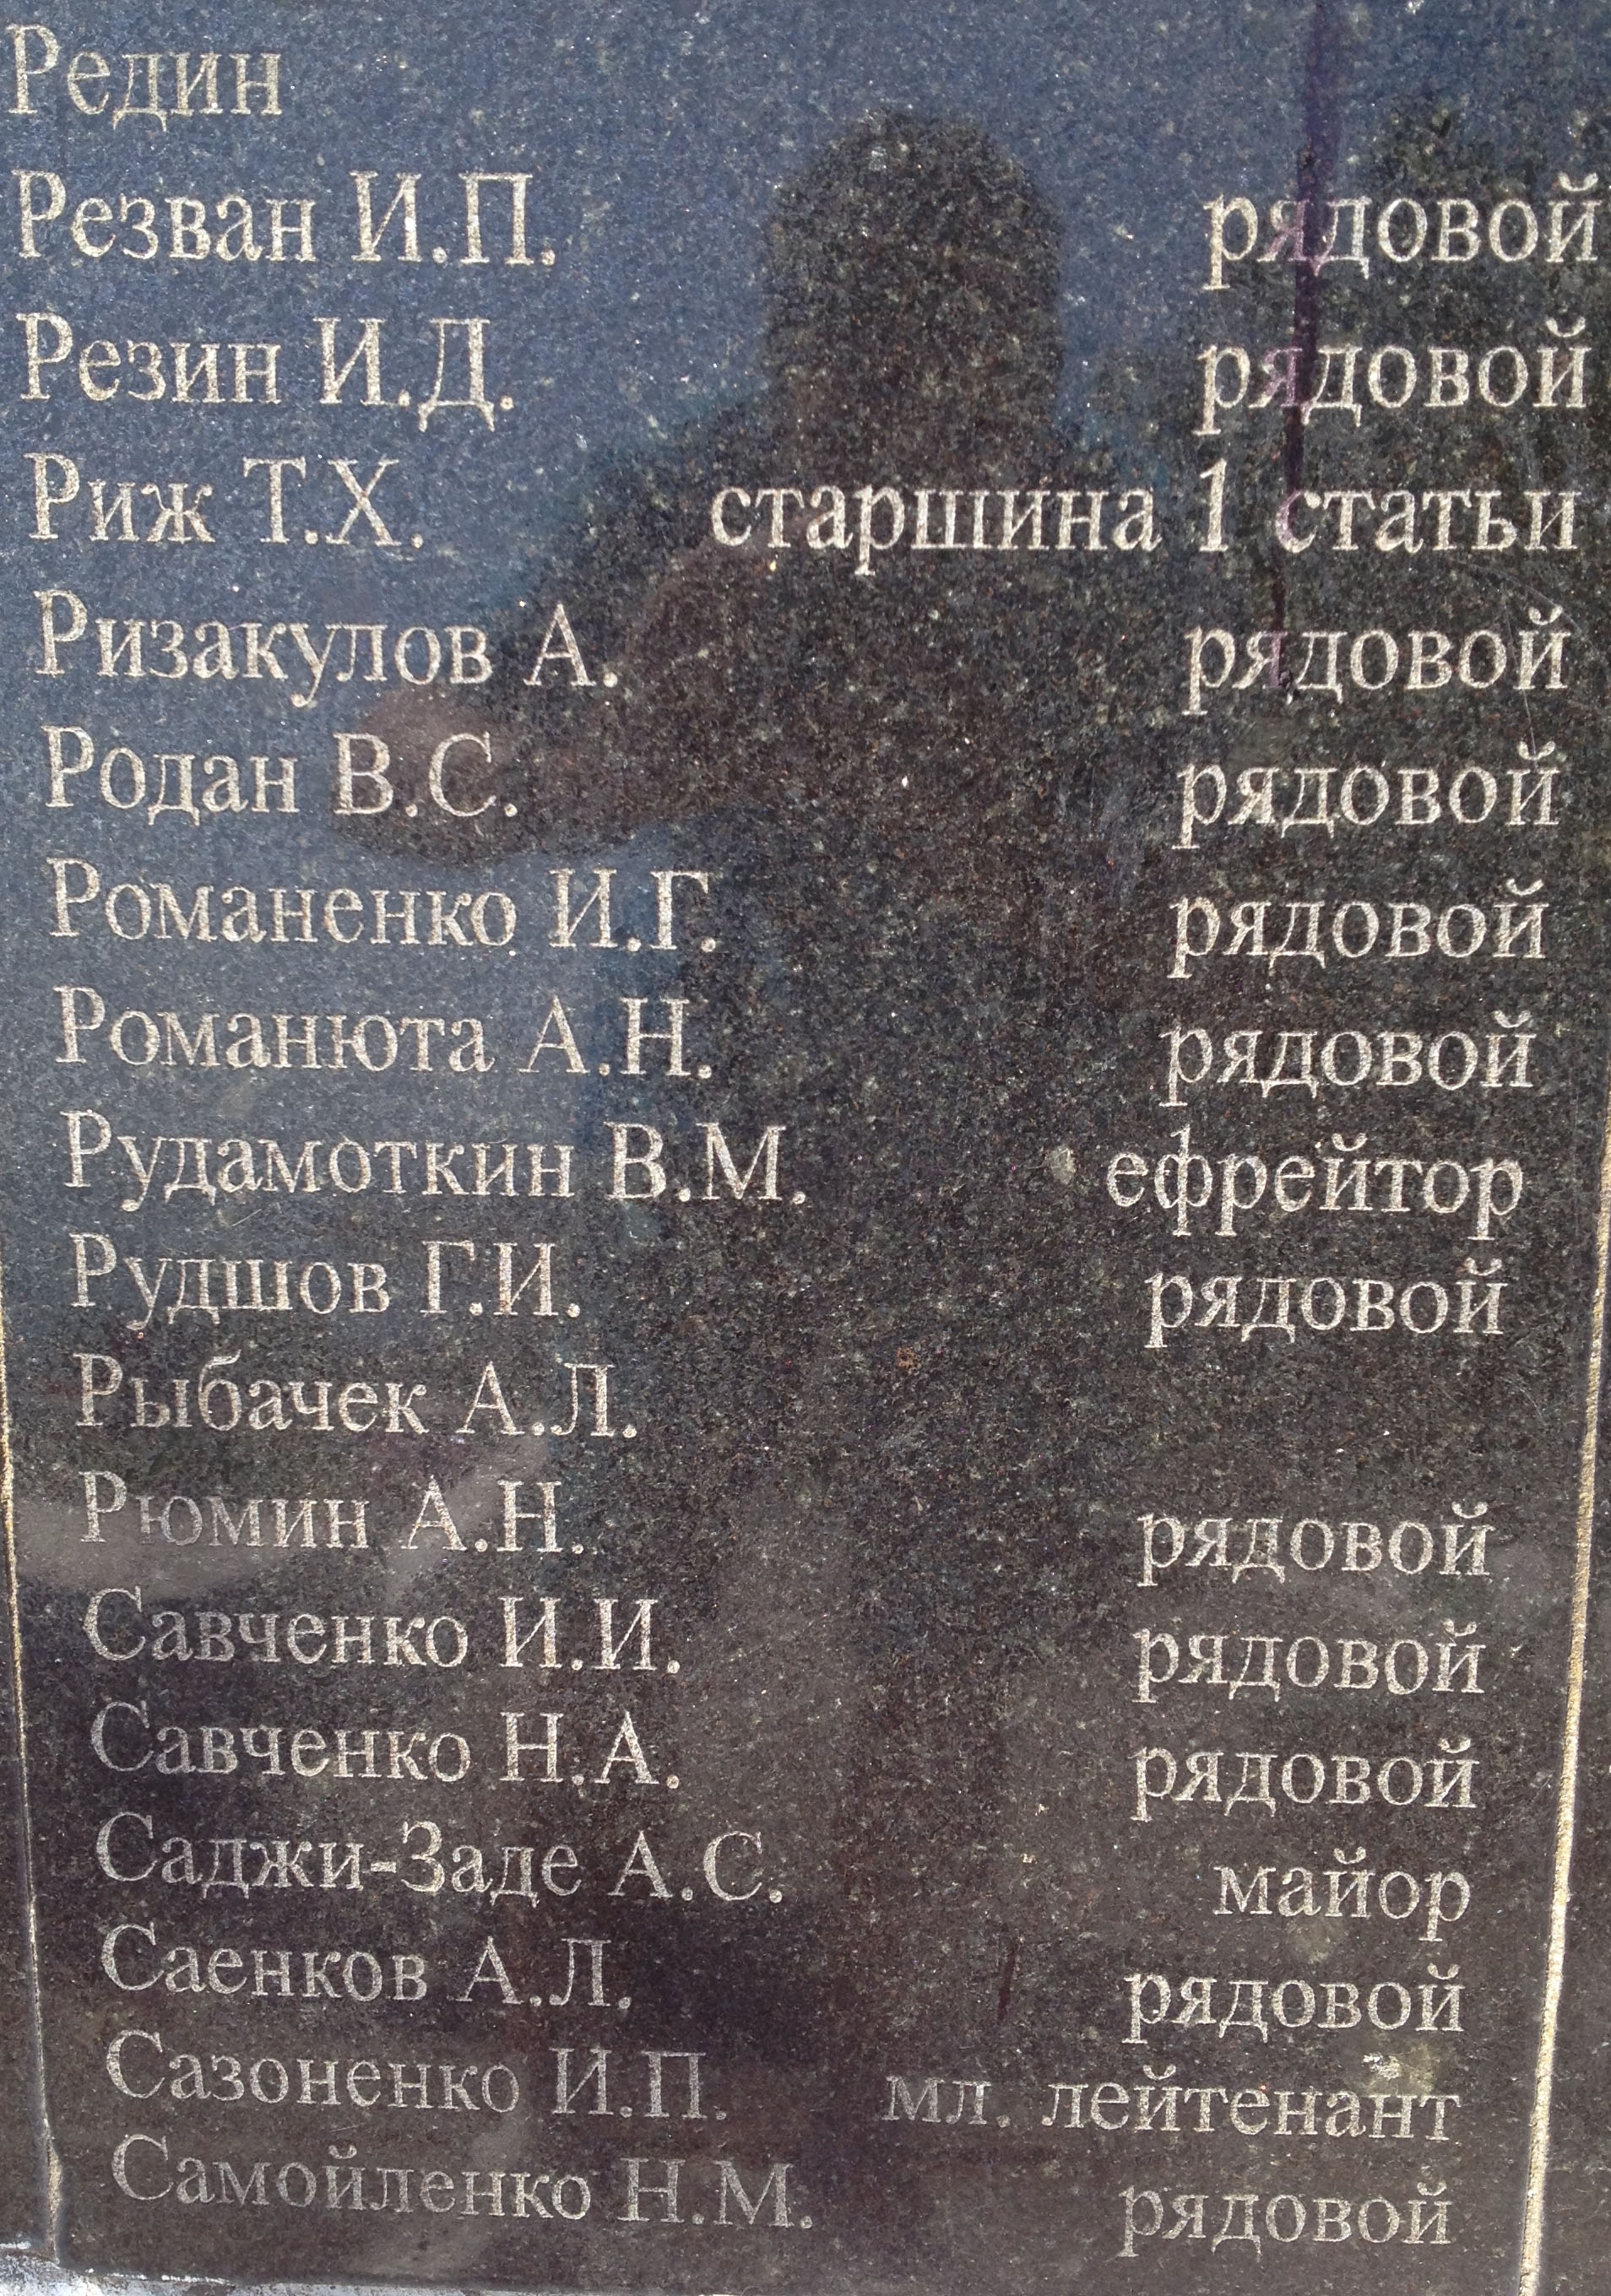 Редин
Резван И.П. рядовой
Резин И.Д. рядовой
Риж Т.Х. старшина 1 статьи
Ризакулов А. рядовой
Родан В.С. рядовой
Романенко И.Г. рядовой
Романюта А.Н. рядовой
Рудамоткин В.М. ефрейтор
Рудшов Г.И. рядовой
Рыбачек А.Л.
Рюмин А.Н. рядовой
Савченко И.И. рядовой
Савченко Н.А. рядовой
Саджи-Заде А.С. майор
Саенков А.Л. рядовой
Сазоненко И.П. мл. лейтенант
Самойленко Н.М. рядовой